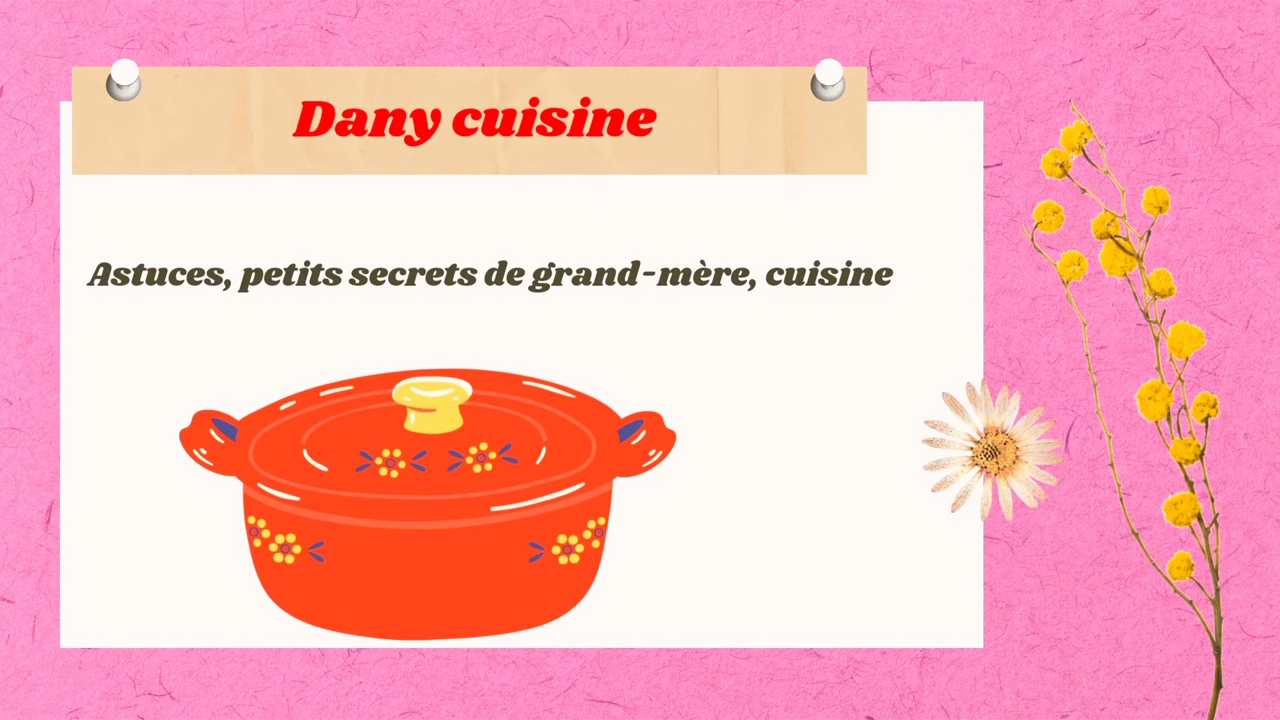 Dany cuisine
Astuces, petits secrets de grand-mère, cuisine